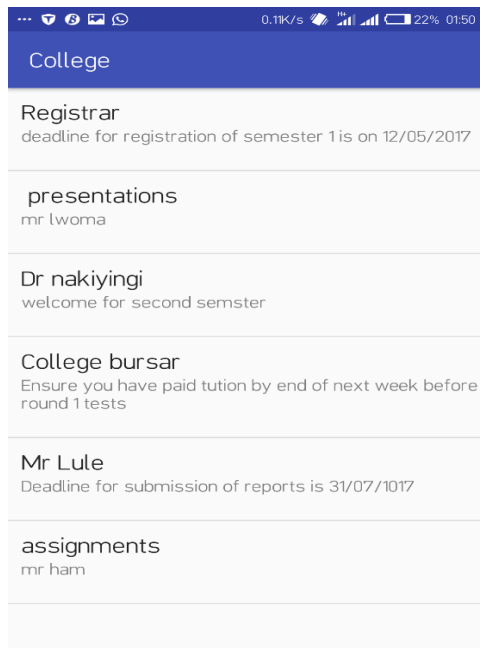 0.11K/s H+ 22% 01:50
College
Registrar
deadline for registration of semester 1 is on 12/05/2017
presentations
mr lwoma
Dr nakiyingi
welcome for second semster
College bursar
Ensure you have paid tution by end of next week before
round 1 tests
Mr Lule
Deadline for submission of reports is 31/07/1017
assignments
mr ham